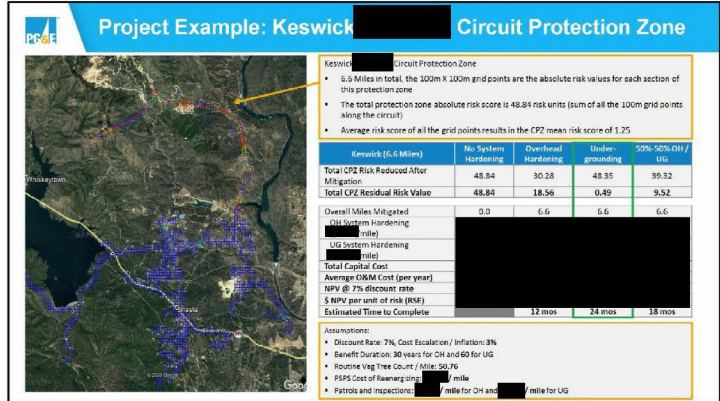 PG&E
Project Example: Keswick Circuit Protection Zone
Keswick Circuit Protection Zone
▪ 6.6 Miles in total, the 100m X 100m grid points are the absolute risk values for each section of
this protection zone
▪ The total protection zone absolute risk score is 48.84 risk units (sum of all the 100m grid points
along the circuit)
▪ Average risk score of all the grid points results in the CPZ mean risk of 1.25
Keswick (6.6 Miles) No System Hardening Overhead Hardening Under-grounding 50%-50% OH / UG
Total CPZ Risk Reduced After Mitigation 48.84 30.28 48.35 39.32
Total CPZ Residual Risk Value 48.84 18.56 0.49 9.52
Overall Miles Mitigated 0.0 6.6 6.6 6.6
OH System Hardening
/mile)
UG System Hardening
/mile)
Total Capital Cost
Average O&M Cost (per year)
NPV @ 7% discount rate
$ NPV per unit of risk (RSE)
Estimated Time to Complete 12 mos 24 mos 18 mos
Assumptions:
▪ Discount Rate: 7%, Cost Escalation / Inflation: 3%
▪ Benefit Duration: 30 years for OH and 60 for UG
▪ Routine Veg Tree Count / Mile: 50.76
▪ PSPS Cost of Reenergizing: / mile
▪ Patrols and Inspections: / mile for OH and / mile for UG
Whiskeytown
Shasta
©2020 Google
Goog